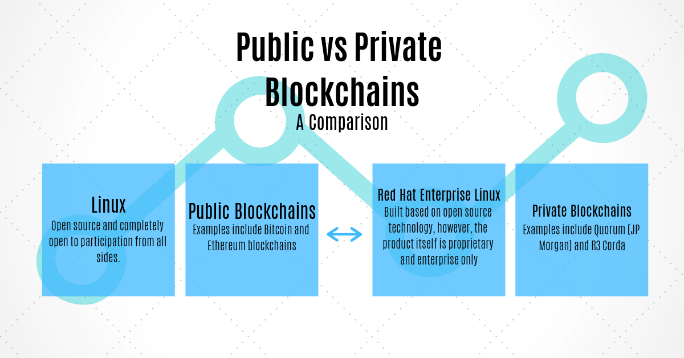 Public vs Private
Blockchains
A Comparison
Linux
Open source and completely
open to participation from all
sides.
Public Blockchains
Examples include Bitcoin and
Ethereum blockchains
Red Hat Enterprise Linux
Built based on open source
technology, however, the
product itself is proprietary
and enterprise only
Private Blockchains
Examples include Quorum (JP
Morgan) and R3 Corda